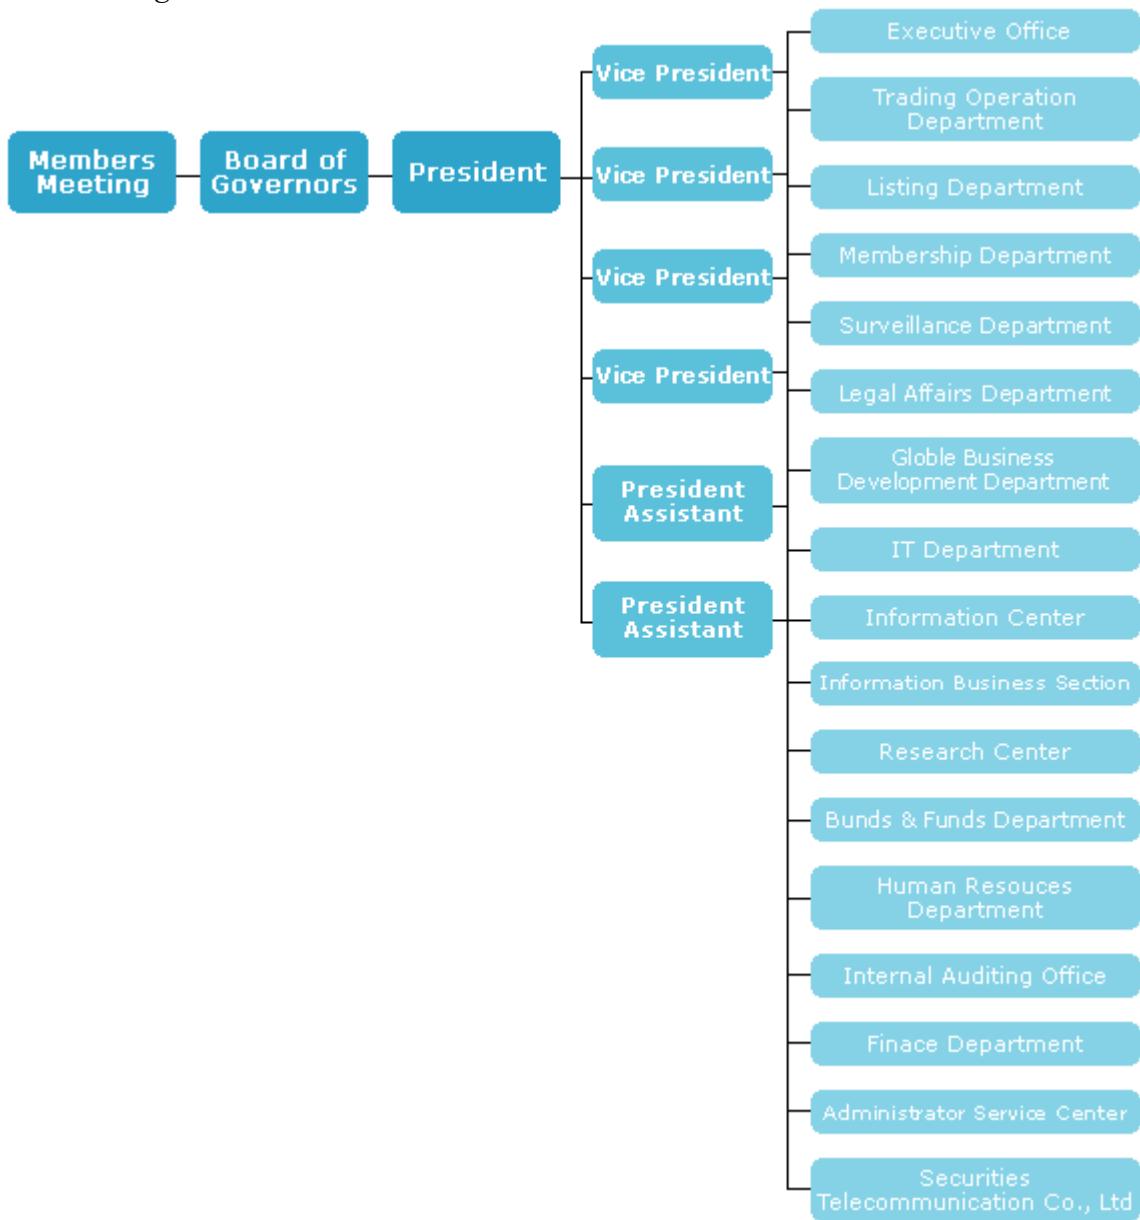 Members
Meeting
Board of
Governors
President
Vice President
Vice President
Vice President
Vice President
President
Assistant
President
Assistant
Executive Office
Trading Operation
Department
Listing Department
Membership Department
Surveillance Department
Legal Affairs Department
Globle Business
Development Department
IT Department
Information Center
Information Business Section
Research Center
Bunds & Funds Department
Human Resouces
Department
Internal Auditing Office
Finace Department
Administrator Service Center
Securities
Telecommunication Co., Ltd